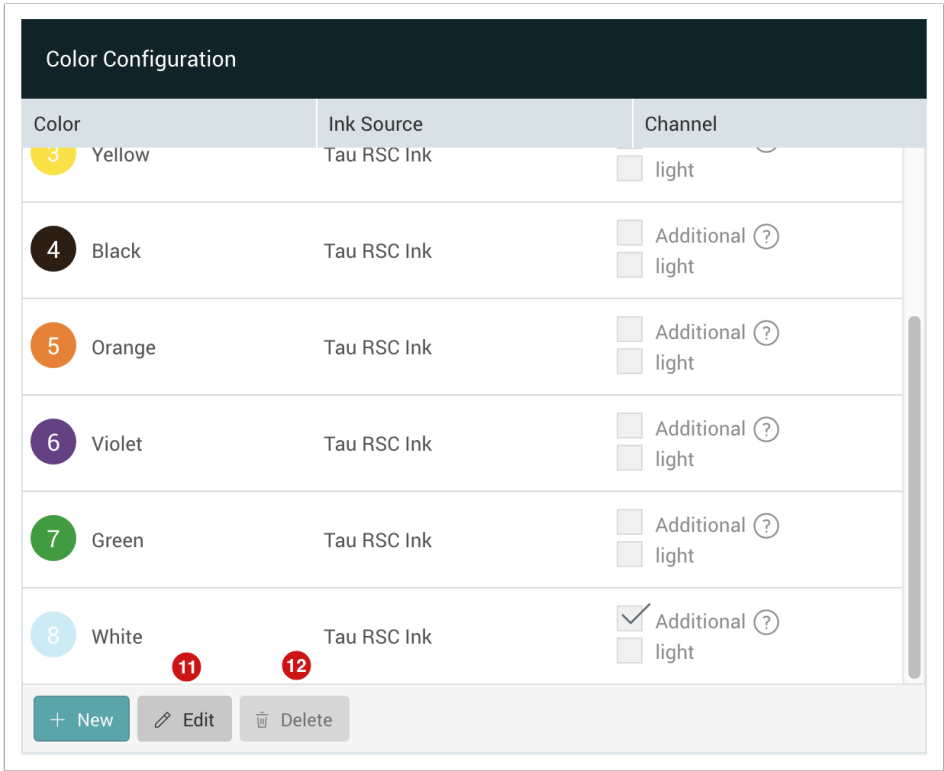 Color Configuration
Color Ink Source Channel
3 Yellow Tau RSC Ink
light
4 Black Tau RSC Ink Additional ?
light
5 Orange Tau RSC Ink Additional ?
light
6 Violet Tau RSC Ink Additional ?
light
7 Green Tau RSC Ink Additional ?
light
8 White Tau RSC Ink Additional ?
light
11 12
+ New Edit Delete